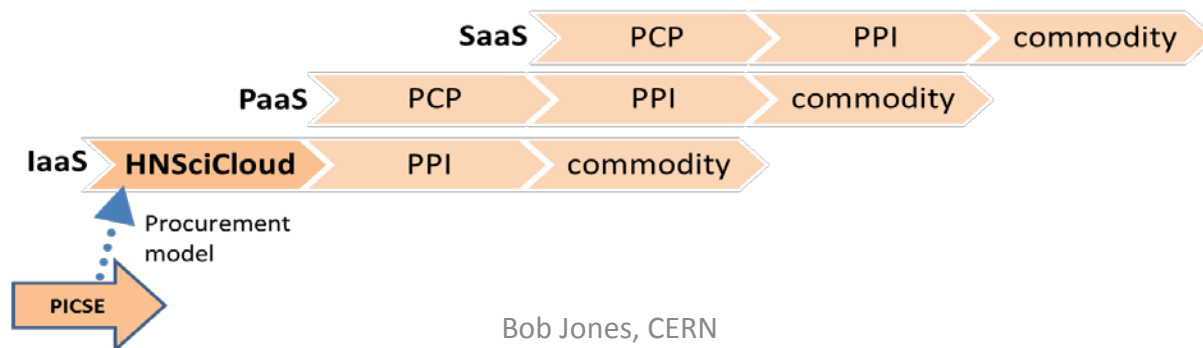 SaaS PCP PPI commodity
PaaS PCP PPI commodity
IaaS HNSciCloud PPI commodity
Procurement
model
PICSE
Bob Jones, CERN